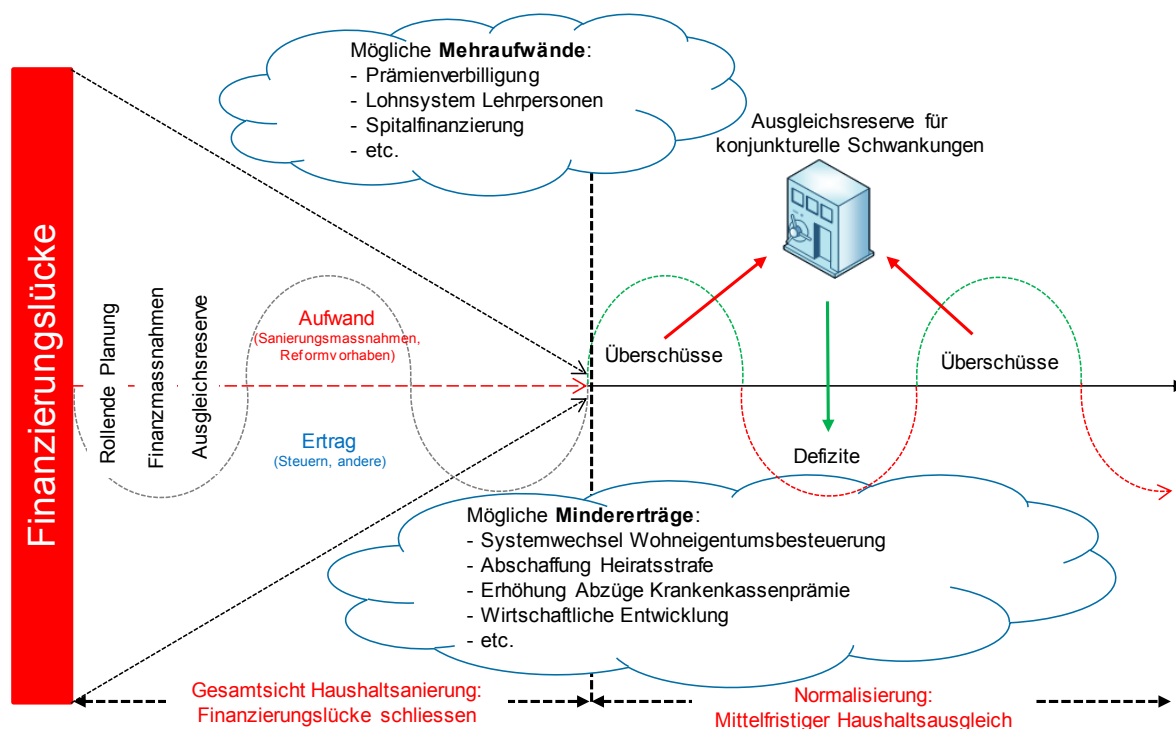 Mögliche Mehraufwände:
- Prämienverbilligung
- Lohnsystem Lehrpersonen
- Spitalfinanzierung
- etc.
Ausgleichsreserve für
konjunkturelle Schwankungen
Finanzierungslücke
Rollende Planung
Finanzmassnahmen
Ausgleichsreserve
Aufwand
(Sanierungsmassnahmen,
Reformvorhaben)
Ertrag
(Steuern, andere)
Überschüsse
Überschüsse
Defizite
Mögliche Mindererträge:
- Systemwechsel Wohneigentumsbesteuerung
- Abschaffung Heiratsstrafe
- Erhöhung Abzüge Krankenkassenprämie
- Wirtschaftliche Entwicklung
- etc.
Gesamtsicht Haushaltsanierung:
Finanzierungslücke schliessen
Normalisierung:
Mittelfristiger Haushaltsausgleich